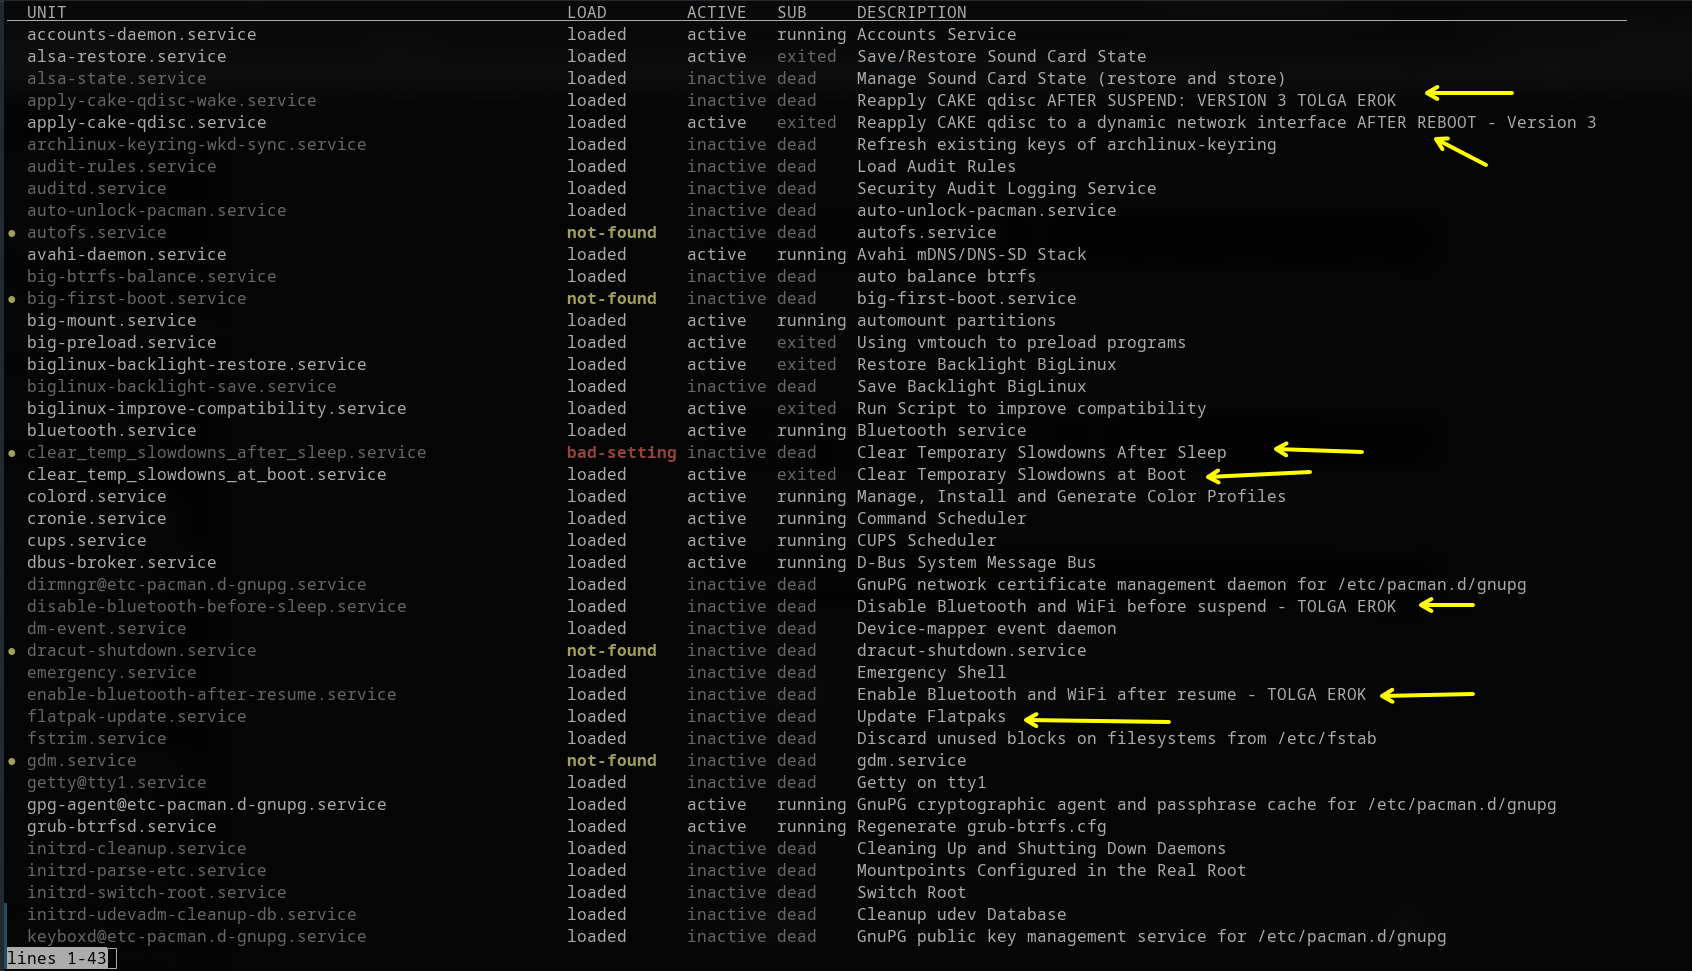 UNIT LOAD ACTIVE SUB DESCRIPTION
accounts-daemon.service loaded active running Accounts Service
alsa-restore.service loaded active exited Save/Restore Sound Card State
alsa-state.service loaded inactive dead Manage Sound Card State (restore and store)
apply-cake-qdisc-wake.service loaded inactive dead Reapply CAKE qdisc AFTER SUSPEND: VERSION 3 TOLGA EROK
apply-cake-qdisc.service loaded active exited Reapply CAKE qdisc to a dynamic network interface AFTER REBOOT - Version 3
archlinux-keyring-wkd-sync.service loaded inactive dead Refresh existing keys of archlinux-keyring
audit-rules.service loaded inactive dead Load Audit Rules
auditd.service loaded inactive dead Security Audit Logging Service
auto-unlock-pacman.service loaded inactive dead auto-unlock-pacman.service
● autofs.service not-found inactive dead autofs.service
avahi-daemon.service loaded active running Avahi mDNS/DNS-SD Stack
big-btrfs-balance.service loaded inactive dead auto balance btrfs
● big-first-boot.service not-found inactive dead big-first-boot.service
big-mount.service loaded active running automount partitions
big-preload.service loaded active exited Using vmtouch to preload programs
biglinux-backlight-restore.service loaded active exited Restore Backlight BigLinux
biglinux-backlight-save.service loaded inactive dead Save Backlight BigLinux
biglinux-improve-compatibility.service loaded active exited Run Script to improve compatibility
bluetooth.service loaded active running Bluetooth service
● clear_temp_slowdowns_after_sleep.service bad-setting inactive dead Clear Temporary Slowdowns After Sleep
clear_temp_slowdowns_at_boot.service loaded active exited Clear Temporary Slowdowns at Boot
colord.service loaded active running Manage, Install and Generate Color Profiles
cronie.service loaded active running Command Scheduler
cups.service loaded active running CUPS Scheduler
dbus-broker.service loaded active running D-Bus System Message Bus
dirmngr@etc-pacman.d-gnupg.service loaded inactive dead GnuPG network certificate management daemon for /etc/pacman.d/gnupg
disable-bluetooth-before-sleep.service loaded inactive dead Disable Bluetooth and WiFi before suspend - TOLGA EROK
dm-event.service loaded inactive dead Device-mapper event daemon
● dracut-shutdown.service not-found inactive dead dracut-shutdown.service
emergency.service loaded inactive dead Emergency Shell
enable-bluetooth-after-resume.service loaded inactive dead Enable Bluetooth and WiFi after resume - TOLGA EROK
flatpak-update.service loaded inactive dead Update Flatpaks
fstrim.service loaded inactive dead Discard unused blocks on filesystems from /etc/fstab
● gdm.service not-found inactive dead gdm.service
getty@tty1.service loaded inactive dead Getty on tty1
gpg-agent@etc-pacman.d-gnupg.service loaded active running GnuPG cryptographic agent and passphrase cache for /etc/pacman.d/gnupg
grub-btrfsd.service loaded active running Regenerate grub-btrfs.cfg
initrd-cleanup.service loaded inactive dead Cleaning Up and Shutting Down Daemons
initrd-parse-etc.service loaded inactive dead Mountpoints Configured in the Real Root
initrd-switch-root.service loaded inactive dead Switch Root
initrd-udevadm-cleanup-db.service loaded inactive dead Cleanup udev Database
keyboxd@etc-pacman.d-gnupg.service loaded inactive dead GnuPG public key management service for /etc/pacman.d/gnupg
lines 1-43